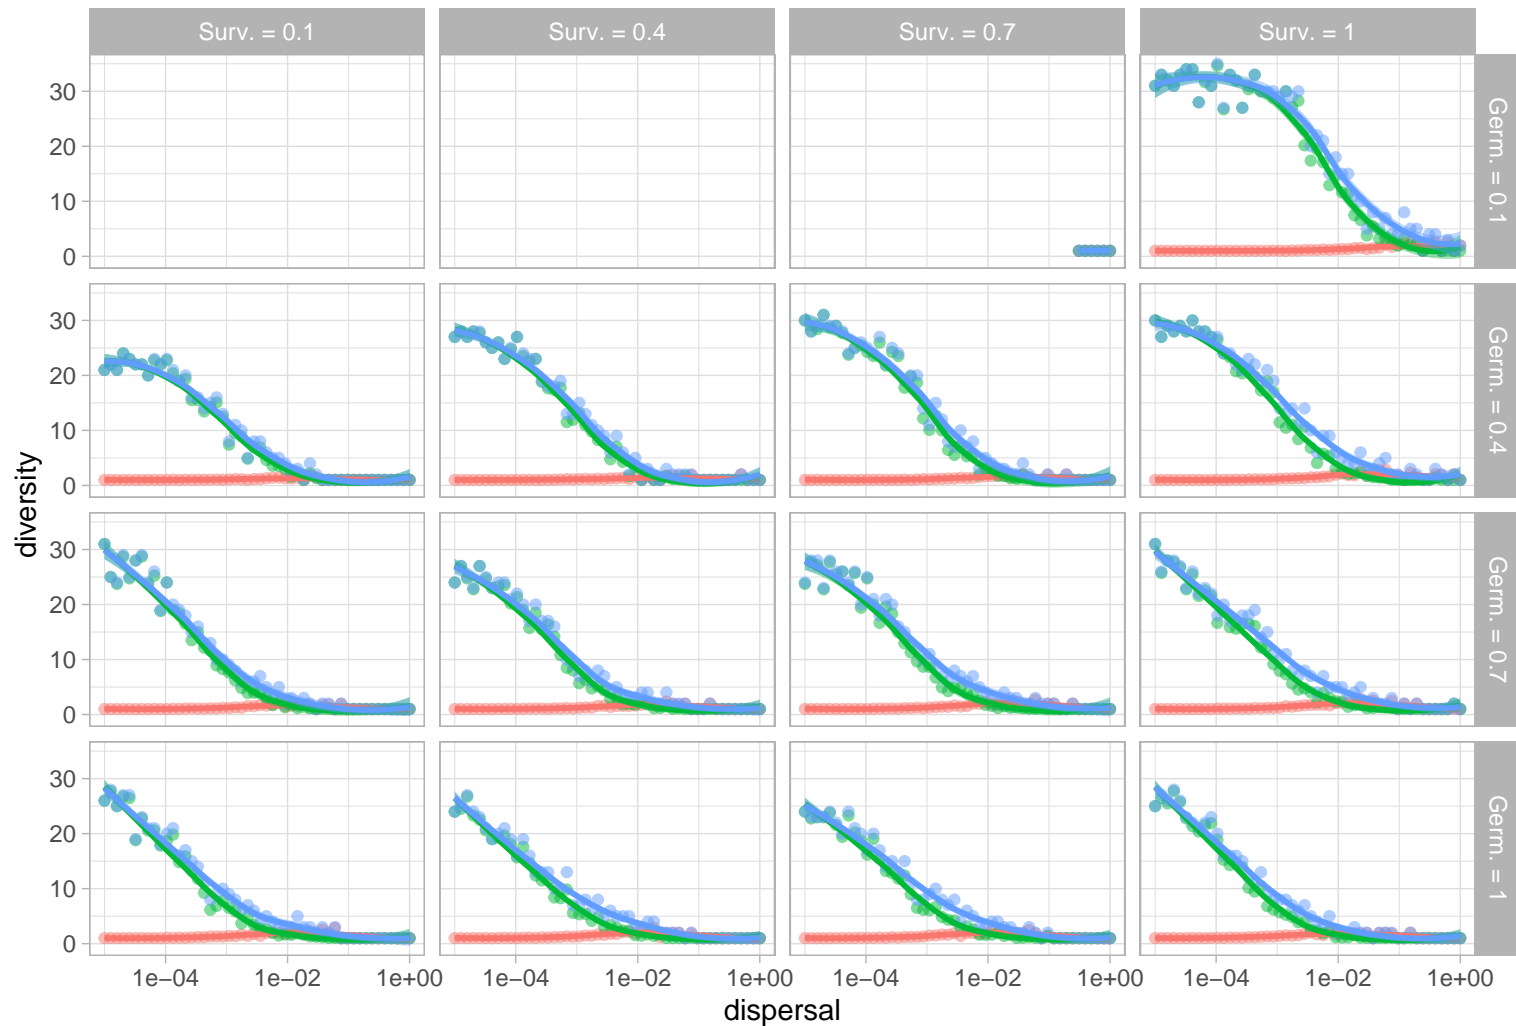 Surv. = 0.1 Surv. = 0.4 Surv. = 0.7 Surv. = 1
30
20
10
0
Germ. = 0.1
30
20
10
0
Germ. = 0.4
diversity
30
20
10
0
Germ. = 0.7
30
20
10
0
Germ. = 1
1e−04 1e−02 1e+00 1e−04 1e−02 1e+00 1e−04 1e−02 1e+00 1e−04 1e−02 1e+00
dispersal